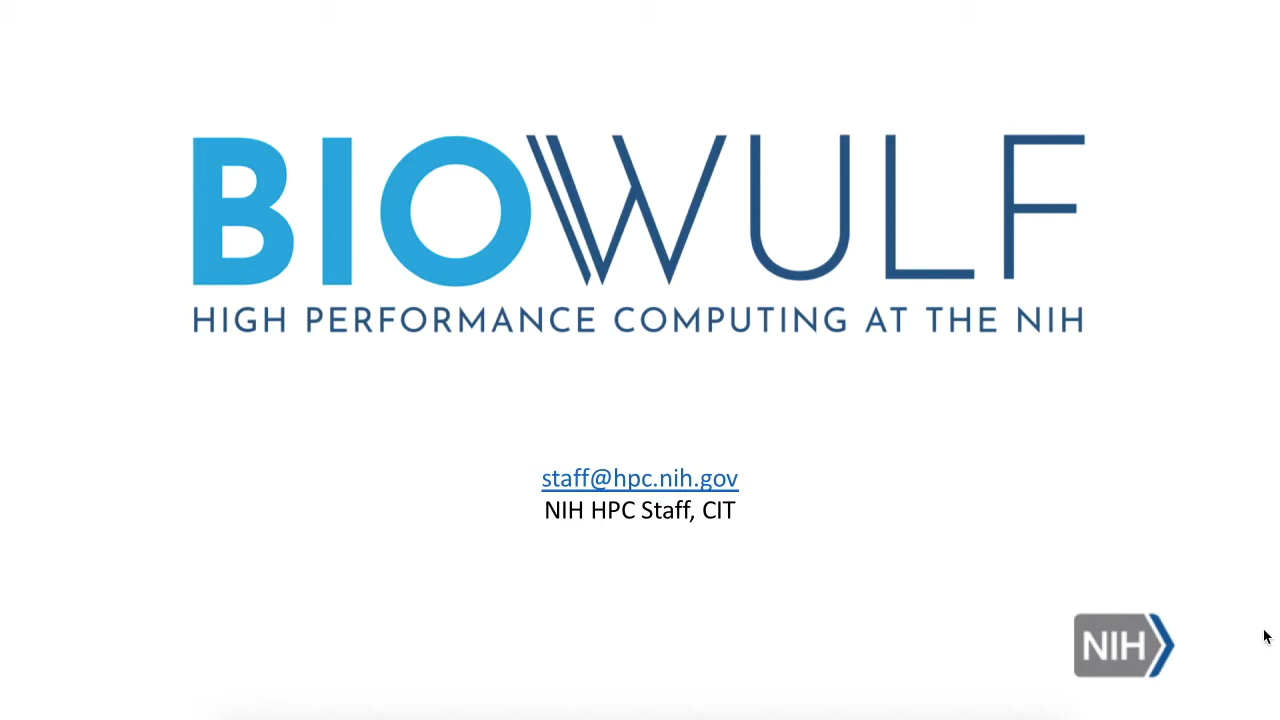 BIOWULF
HIGH PERFORMANCE COMPUTING AT THE NIH
staff@hpc.nih.gov
NIH HPC Staff, CIT
NIH